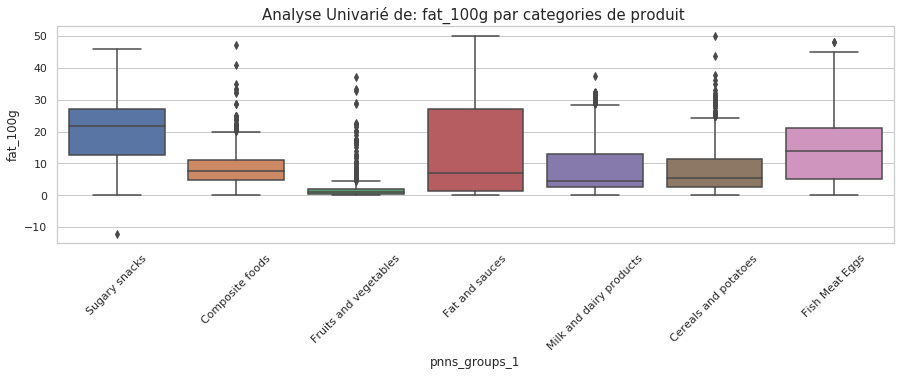 Analyse Univarié de: fat_100g par categories de produit
fat_100g
50
40
30
20
10
0
−10
Sugary snacks
Composite foods
Fruits and vegetables
Fat and sauces
Milk and dairy products
Cereals and potatoes
Fish Meat Eggs
pnns_groups_1